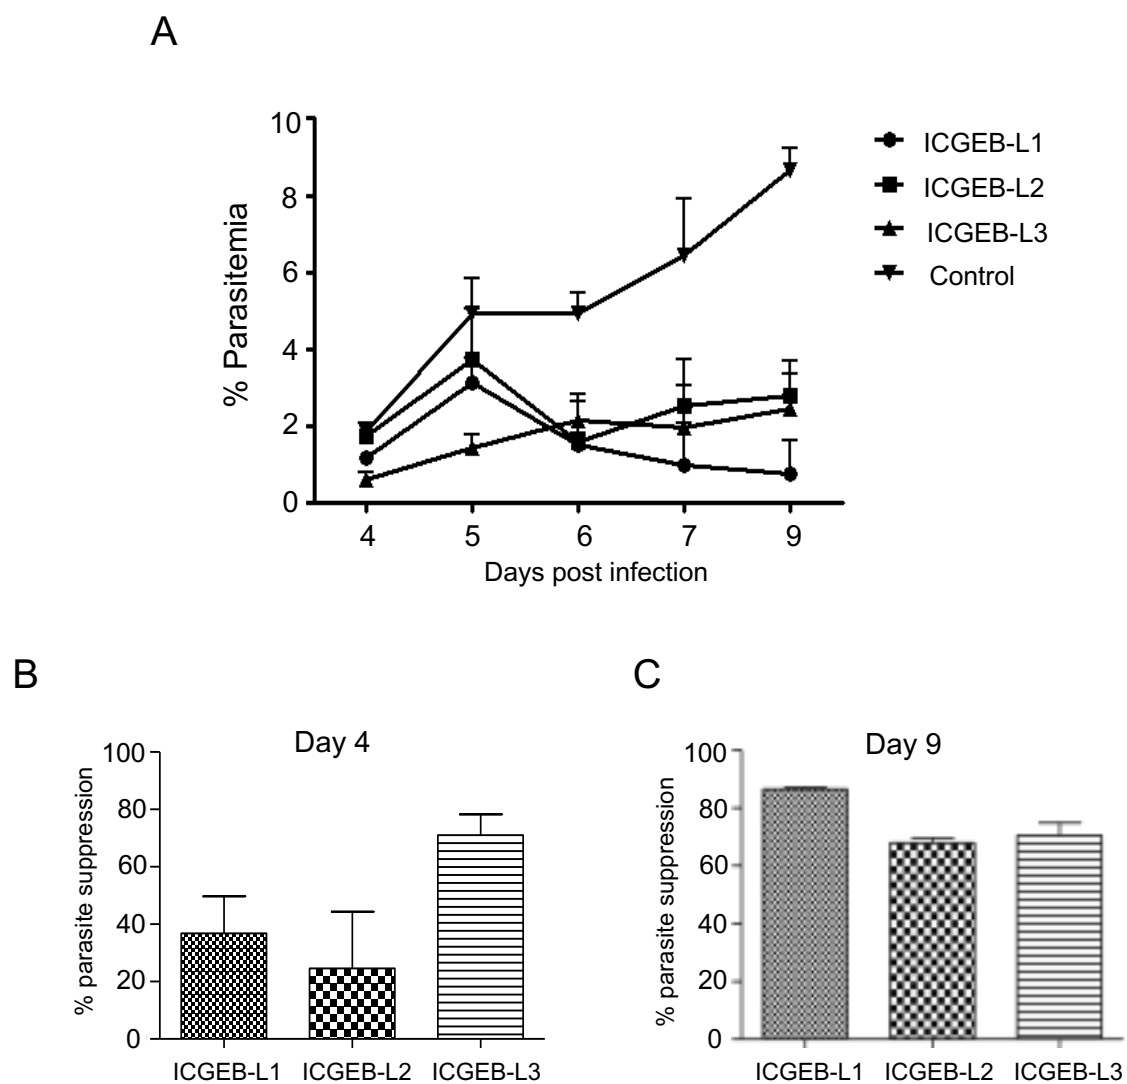 A
10
8
6
4
2
0
% Parasitemia
4 5 6 7 9
Days post infection
ICGEB-L1
ICGEB-L2
ICGEB-L3
Control
B
Day 4
100
80
60
40
20
0
% parasite suppression
ICGEB-L1 ICGEB-L2 ICGEB-L3
C
Day 9
100
80
60
40
20
0
% parasite suppression
ICGEB-L1 ICGEB-L2 ICGEB-L3